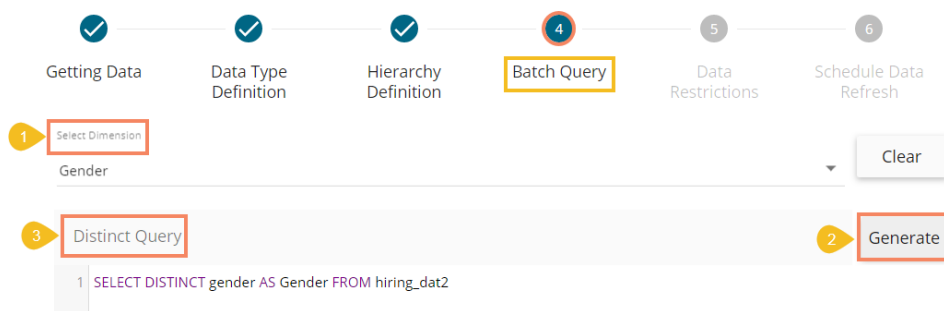 4 5 6
Getting Data Data Type Hierarchy Batch Query Data Schedule Data
Definition Definition Restrictions Refresh
1 Select Dimension
Gender
Clear
3 Distinct Query 2 Generate
1 SELECT DISTINCT gender AS Gender FROM hiring_dat2